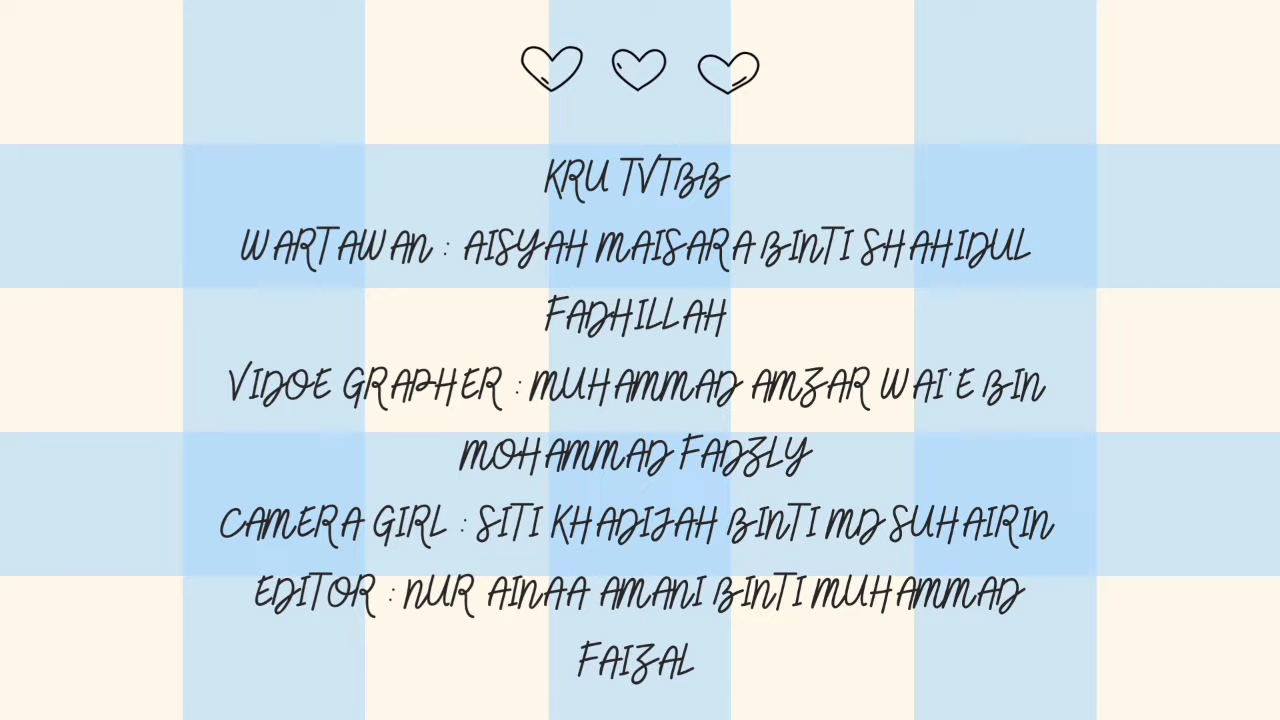 KRU TVTBB
WARTAWAN : AISYAH MAISARA BINTI SHAHIDUL
FADHILLAH
VIDOE GRAPHER : MUHAMMAD AMZAR WAI'E BIN
MOHAMMAD FADZLY
CAMERA GIRL : SITI KHADIJAH BINTI MD SUHAIRIN
EDITOR : NUR AINAA AMANI BINTI MUHAMMAD
FAIZAL